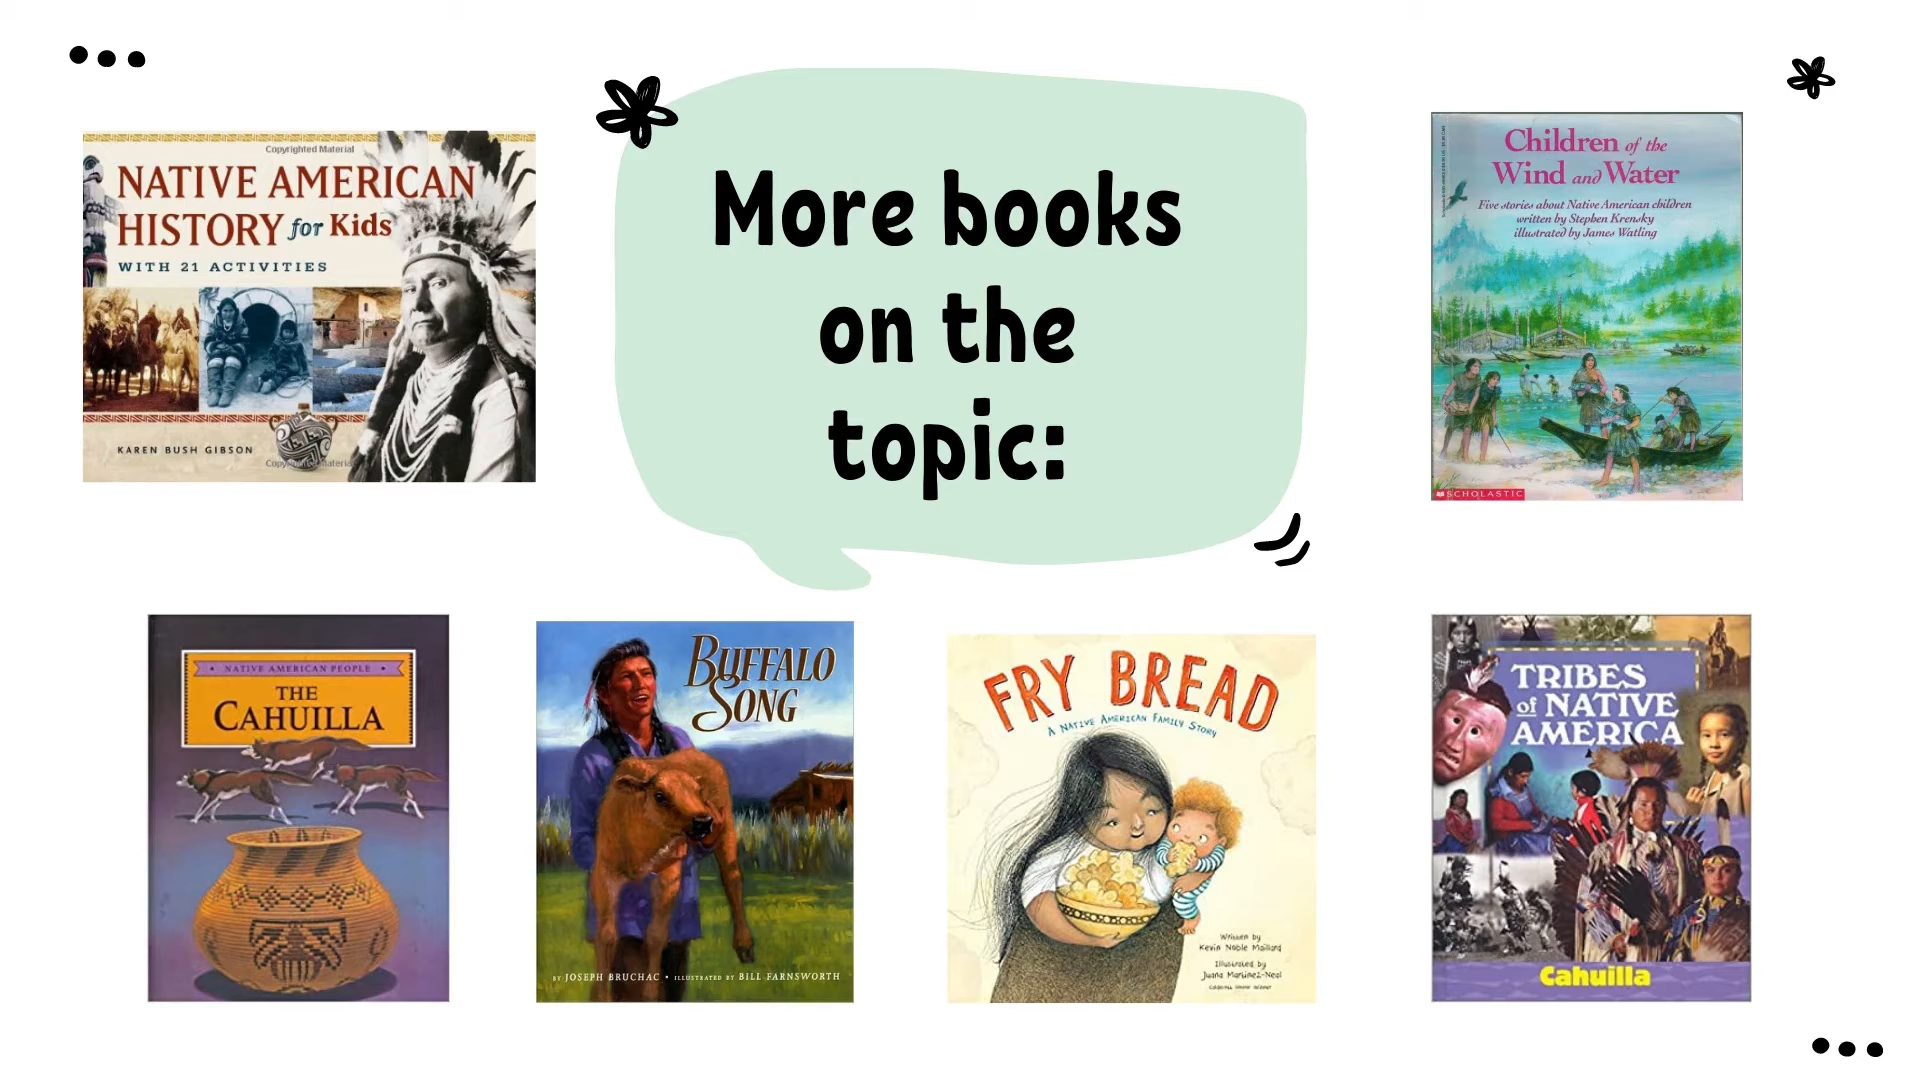 More books
on the
topic:
Copyrighted Material
NATIVE AMERICAN
HISTORY for Kids
WITH 21 ACTIVITIES
KAREN BUSH GIBSON
Children of the
Wind and Water
Five stories about Native American children
written by Stephen Krensky
illustrated by James Watling
SCHOLASTIC
NATIVE AMERICAN PEOPLE
THE
CAHUILLA
BUFFALO
SONG
BY JOSEPH BRUCHAC • ILLUSTRATED BY BILL FARNSWORTH
FRY BREAD
A NATIVE AMERICAN FAMILY STORY
Written by
Kevin Noble Maillard
Illustrated by
Juana Martinez-Neal
TRIBES
of NATIVE
AMERICA
Cahuilla